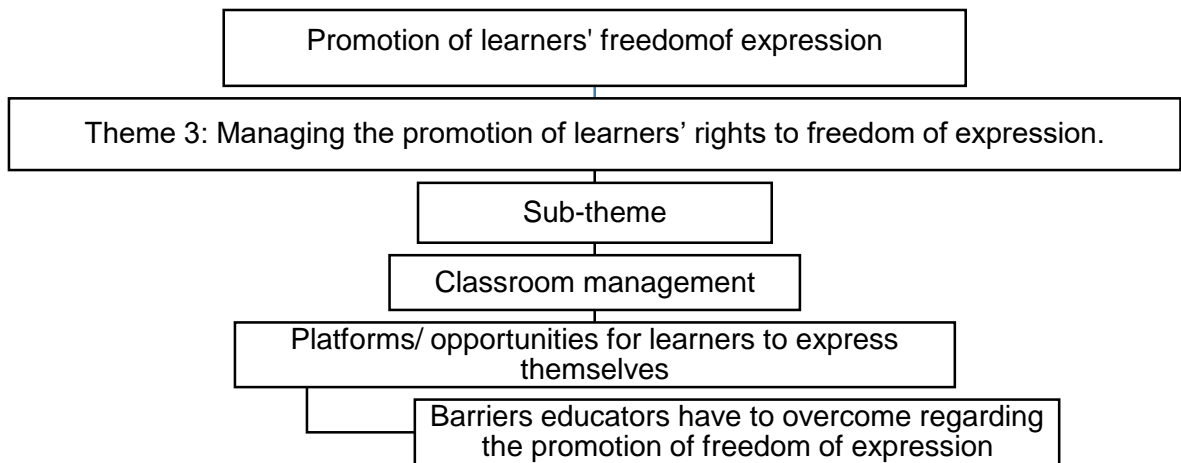 Promotion of learners' freedomof expression
Theme 3: Managing the promotion of learners’ rights to freedom of expression.
Sub-theme
Classroom management
Platforms/ opportunities for learners to express
themselves
Barriers educators have to overcome regarding
the promotion of freedom of expression